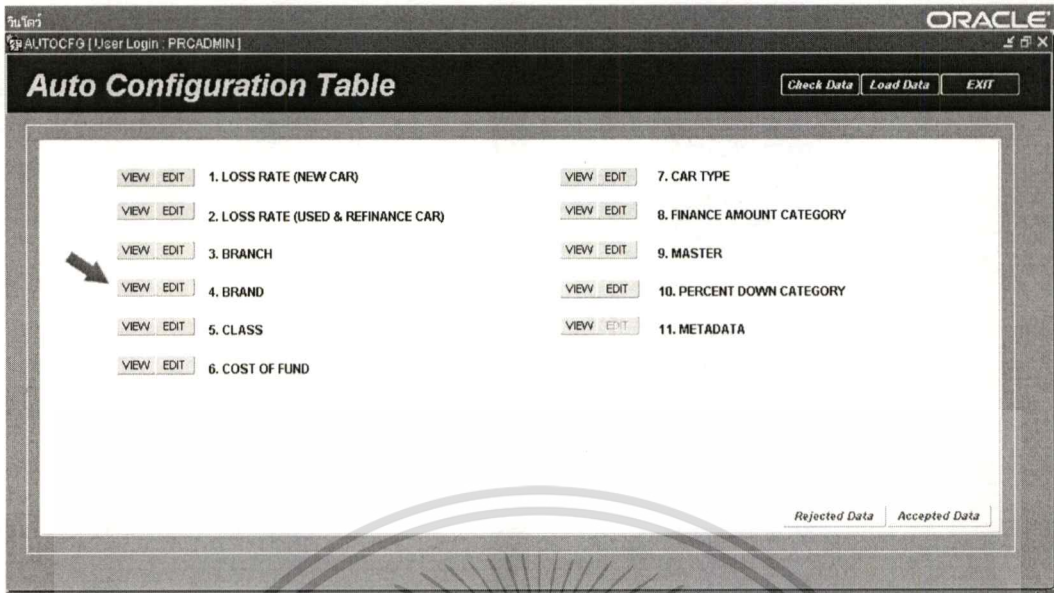 วินโดว์
ORACLE
AUTOCFG [ User Login : PRCADMIN ]
Auto Configuration Table
Check Data Load Data EXIT
VIEW EDIT 1. LOSS RATE (NEW CAR)
VIEW EDIT 2. LOSS RATE (USED & REFINANCE CAR)
VIEW EDIT 3. BRANCH
VIEW EDIT 4. BRAND
VIEW EDIT 5. CLASS
VIEW EDIT 6. COST OF FUND
VIEW EDIT 7. CAR TYPE
VIEW EDIT 8. FINANCE AMOUNT CATEGORY
VIEW EDIT 9. MASTER
VIEW EDIT 10. PERCENT DOWN CATEGORY
VIEW EDIT 11. METADATA
Rejected Data Accepted Data